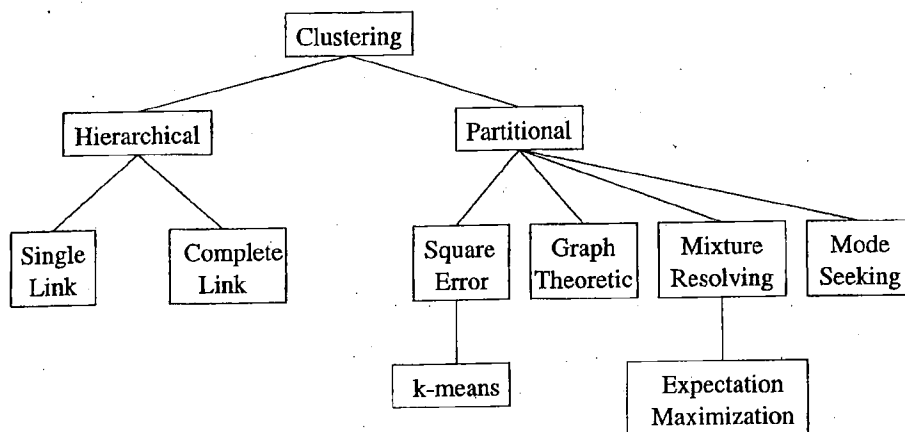 Clustering
Hierarchical
Partitional
Single
Link
Complete
Link
Square
Error
Graph
Theoretic
Mixture
Resolving
Mode
Seeking
k-means
Expectation
Maximization